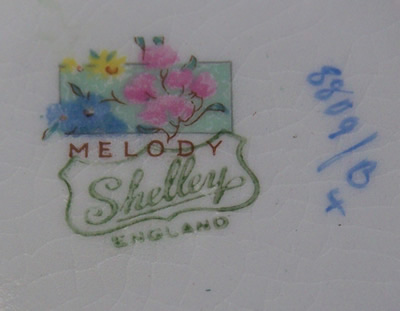 MELODY
Shelley
ENGLAND
8809/B
+